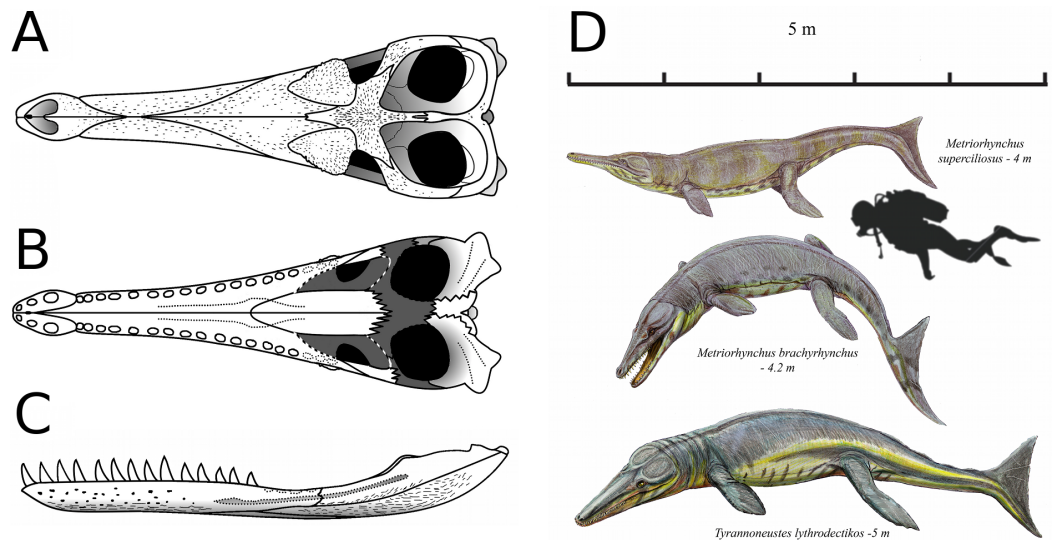 A
B
C
D
5 m
Metriorhynchus
superciliosus - 4 m
Metriorhynchus brachyrhynchus
- 4.2 m
Tyrannoneustes lythrodectikos -5 m